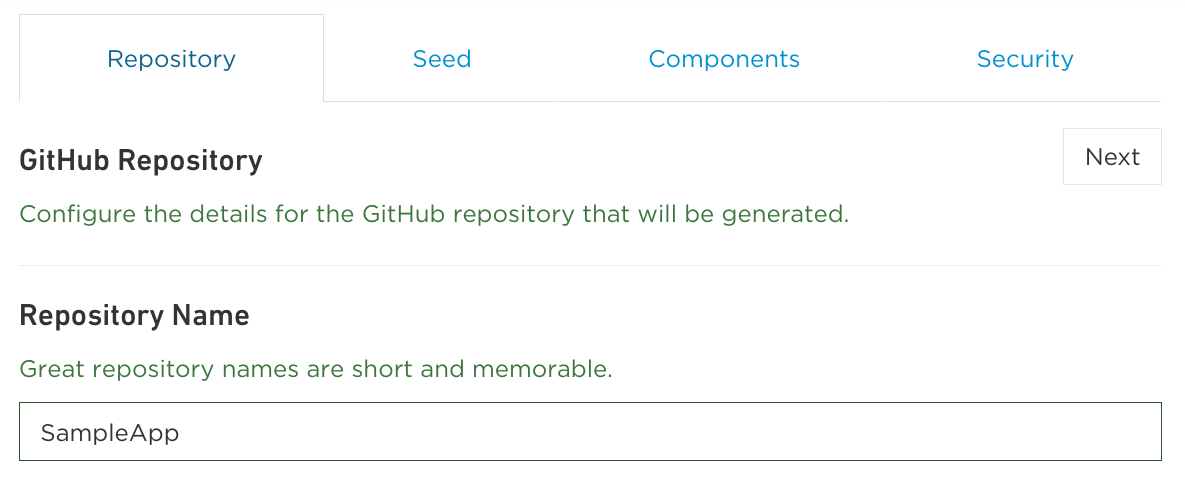 Repository Seed Components Security
GitHub Repository Next
Configure the details for the GitHub repository that will be generated.
Repository Name
Great repository names are short and memorable.
SampleApp